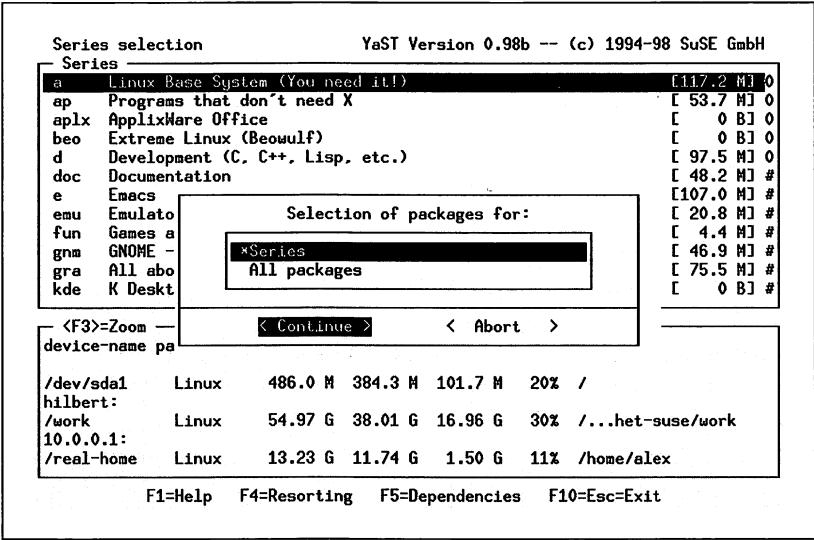 Series selection YaST Version 0.98b -- (c) 1994-98 SuSE GmbH
Series
a Linux Base System (You need it!) [117.2 M] O
ap Programs that don´t need X [ 53.7 M] O
aplx ApplixWare Office [ 0 B] O
beo Extreme Linux (Beowulf) [ 0 B] O
d Development (C, C++, Lisp, etc.) [ 97.5 M] O
doc Documentation [ 48.2 M] #
e Emacs [107.0 M] #
emu Emulato [ 20.8 M] #
fun Games a [ 4.4 M] #
gnm GNOME - [ 46.9 M] #
gra All abo [ 75.5 M] #
kde K Deskt [ 0 B] #
Selection of packages for:
*Series
All packages
< Continue > < Abort >
<F3>=Zoom
device-name pa
/dev/sda1 Linux 486.0 M 384.3 M 101.7 M 20% /
hilbert:
/work Linux 54.97 G 38.01 G 16.96 G 30% /...het-suse/work
10.0.0.1:
/real-home Linux 13.23 G 11.74 G 1.50 G 11% /home/alex
F1=Help F4=Resorting F5=Dependencies F10=Esc=Exit